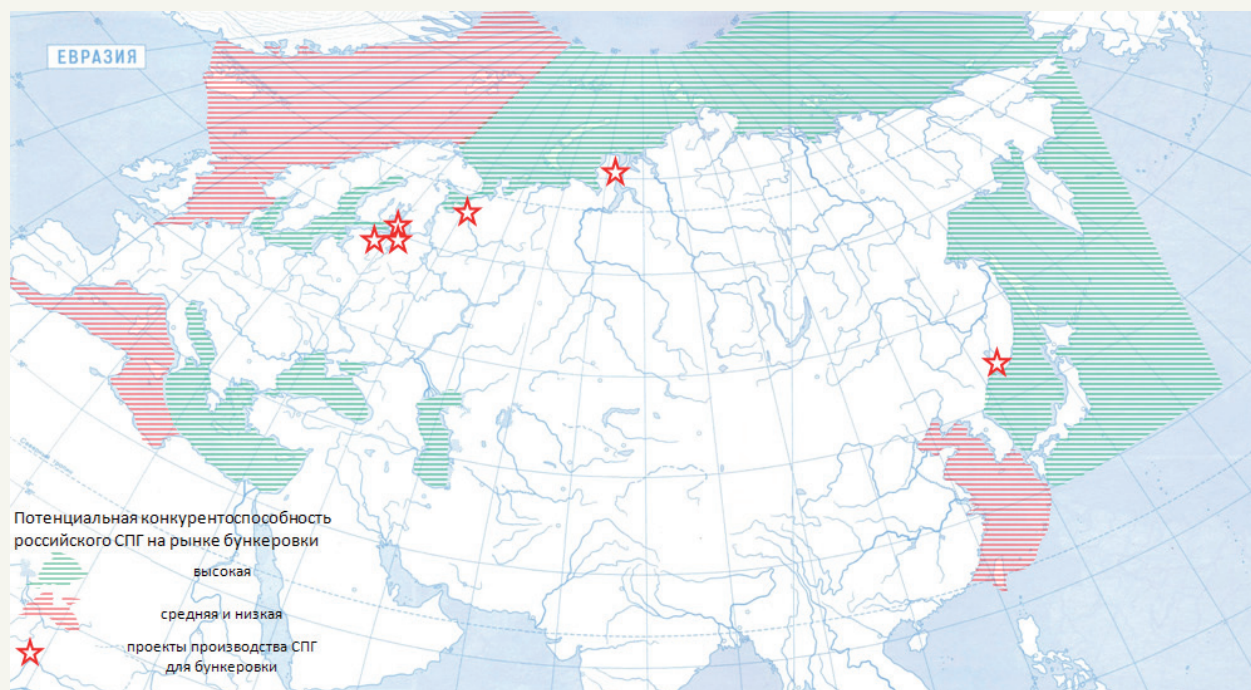 ЕВРАЗИЯ
Потенциальная конкурентоспособность
российского СПГ на рынке бункеровки
высокая
средняя и низкая
проекты производства СПГ
для бункеровки